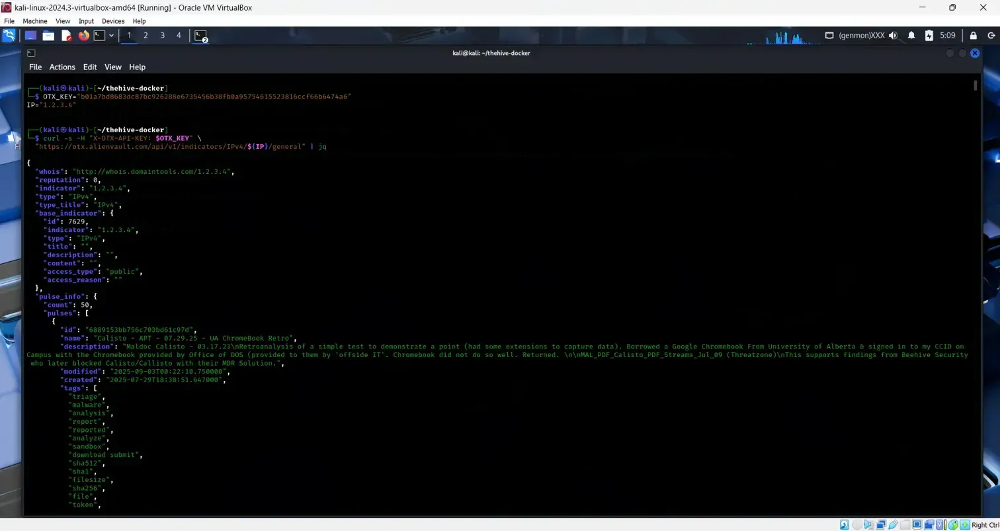 kali-linux-2024.3-virtualbox-amd64 [Running] - Oracle VM VirtualBox
File Machine View Input Devices Help
1 2 3 4 2 (genmon)XXX 5:09
kali@kali: ~/thehive-docker
File Actions Edit View Help
┌──(kali㉿kali)-[~/thehive-docker]
└─$ OTX_KEY="b01a7bd8683dc87bc926288e6735456b38fb0a95754615523816ccf66b6474a6"
IP="1.2.3.4"
┌──(kali㉿kali)-[~/thehive-docker]
└─$ curl -s -H "X-OTX-API-KEY: $OTX_KEY" \
"https://otx.alienvault.com/api/v1/indicators/IPv4/${IP}/general" | jq
{
"whois": "http://whois.domaintools.com/1.2.3.4",
"reputation": 0,
"indicator": "1.2.3.4",
"type": "IPv4",
"type_title": "IPv4",
"base_indicator": {
"id": 7629,
"indicator": "1.2.3.4",
"type": "IPv4",
"title": "",
"description": "",
"content": "",
"access_type": "public",
"access_reason": ""
},
"pulse_info": {
"count": 50,
"pulses": [
{
"id": "6889153bb756c703bd61c97d",
"name": "Calisto - APT - 07.29.25 - UA ChromeBook Retro",
"description": "Maldoc Calisto - 03.17.23\nRetroanalysis of a simple test to demonstrate a point (had some extensions to capture data). Borrowed a Google Chromebook From University of Alberta & signed in to my CCID on
Campus with the Chromebook provided by Office of DOS (provided to them by 'offside IT'. Chromebook did not do so well. Returned. \n\nMAL_PDF_Calisto_PDF_Streams_Jul_09 (Threatzone)\nThis supports findings from Beehive Security
who later blocked Calisto/Callisto with their MDR Solution.",
"modified": "2025-09-03T00:22:10.750000",
"created": "2025-07-29T18:38:51.647000",
"tags": [
"triage",
"malware",
"analysis",
"report",
"reported",
"analyze",
"sandbox",
"download submit",
"sha512",
"sha1",
"filesize",
"sha256",
"file",
"token",
Right Ctrl